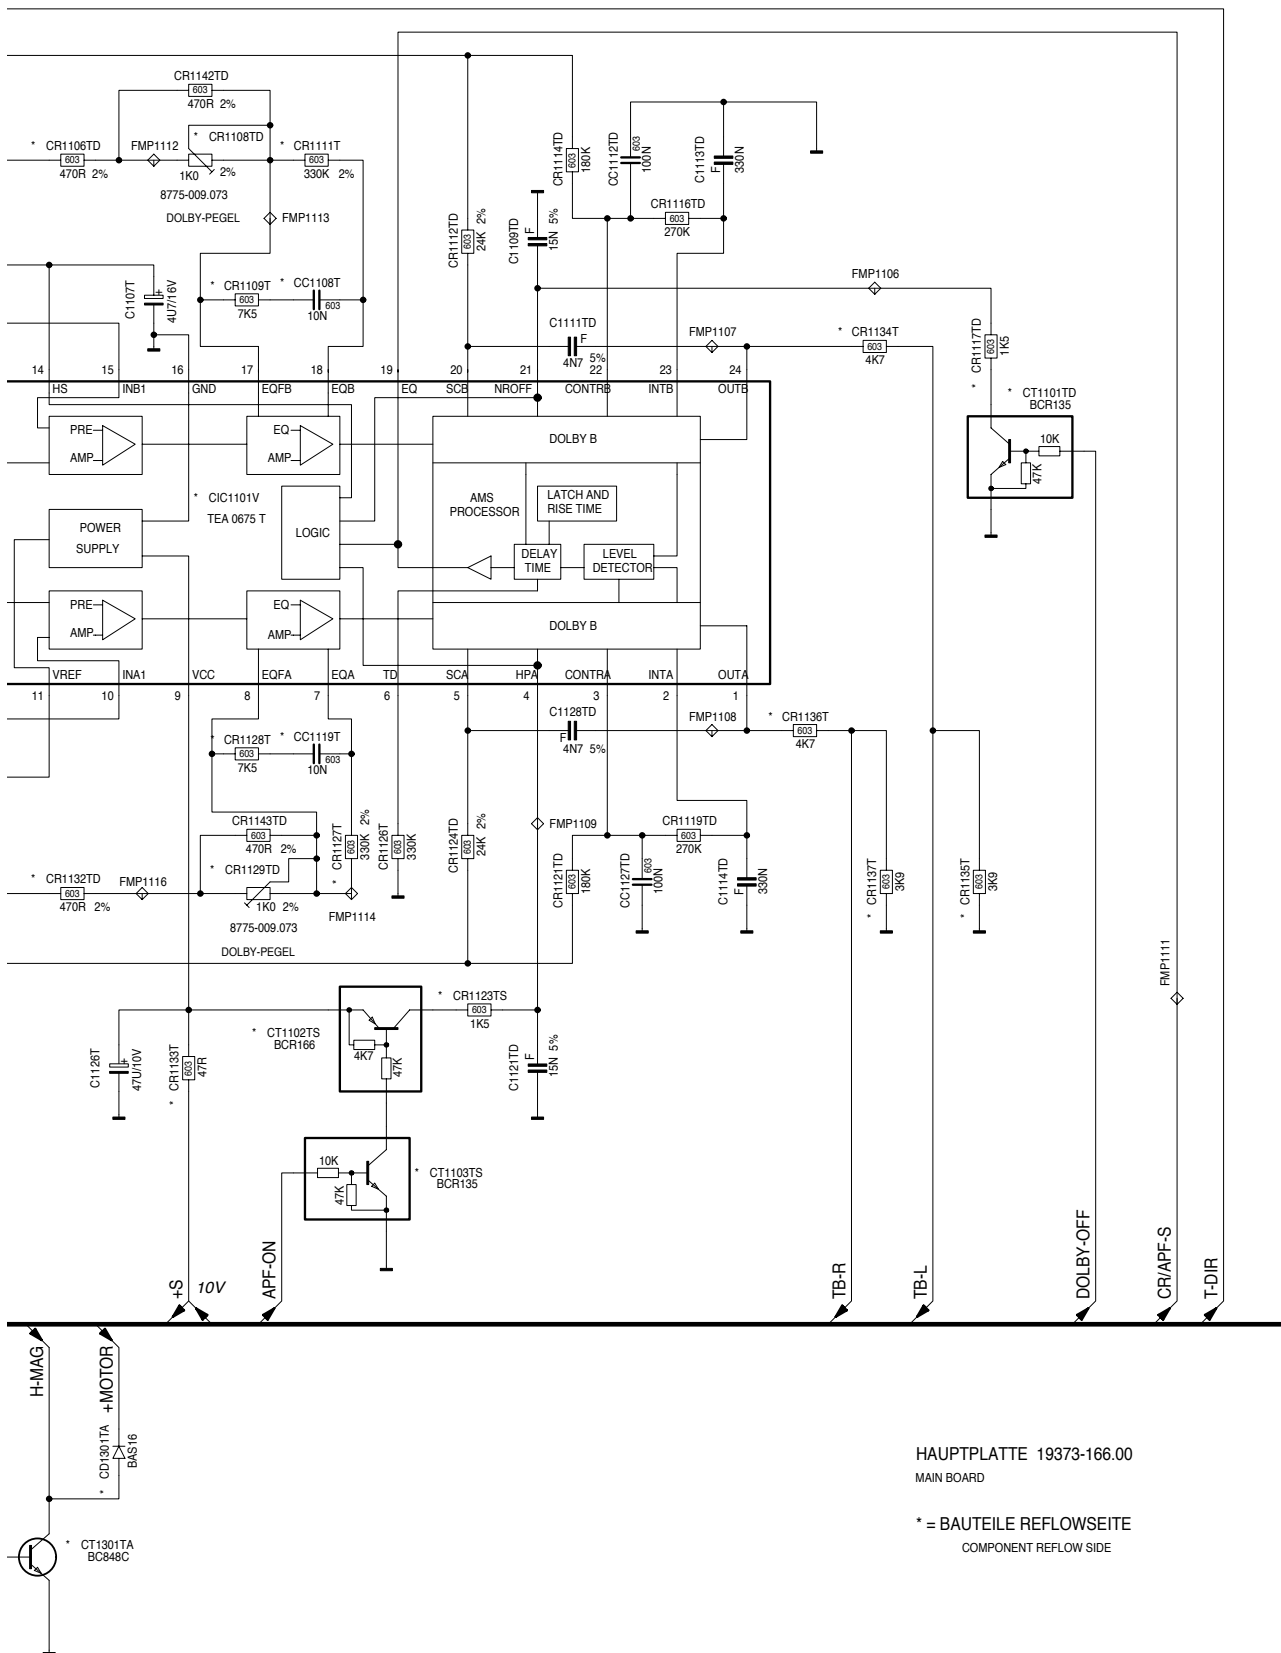 CR1142TD
603
470R 2%
* CR1106TD
603
470R 2%
FMP1112
* CR1108TD
1K0
2%
8775-009.073
DOLBY-PEGEL
* CR1111T
603
330K 2%
FMP1113
* CR1109T
603
7K5
* CC1108T
603
10N
C1107T
4U7/16V
+
CR1112TD
603
24K 2%
C1109TD
F
15N 5%
CR1114TD
603
180K
CC1112TD
603
100N
C1113TD
F
330N
CR1116TD
603
270K
FMP1106
C1111TD
F
4N7 5%
FMP1107
* CR1134T
603
4K7
CR1117TD
603
1K5
*
* CT1101TD
BCR135
10K
47K
14 15 16 17 18 19 20 21 22 23 24
HS INB1 GND EQFB EQB EQ SCB NROFF CONTRB INTB OUTB
PRE
AMP
EQ
AMP
DOLBY B
* CIC1101V
TEA 0675 T
POWER
SUPPLY
LOGIC
AMS
PROCESSOR
LATCH AND
RISE TIME
DELAY
TIME
LEVEL
DETECTOR
PRE
AMP
EQ
AMP
DOLBY B
VREF INA1 VCC EQFA EQA TD SCA HPA CONTRA INTA OUTA
11 10 9 8 7 6 5 4 3 2 1
* CR1128T
603
7K5
* CC1119T
603
10N
C1128TD
F
4N7 5%
FMP1108
* CR1136T
603
4K7
CR1143TD
603
470R 2%
* CR1129TD
1K0 2%
8775-009.073
DOLBY-PEGEL
* CR1132TD
603
470R 2%
FMP1116
CR1127T
603
330K 2%
*
FMP1114
CR1126T
603
330K
CR1124TD
603
24K 2%
FMP1109
CR1121TD
603
180K
CC1127TD
603
100N
CR1119TD
603
270K
C1114TD
F
330N
* CR1137T
603
3K9
* CR1135T
603
3K9
FMP1111
C1126T
+
47U/10V
* CR1133T
603
47R
* CT1102TS
BCR166
4K7
47K
* CR1123TS
603
1K5
C1121TD
F
15N 5%
10K
47K
* CT1103TS
BCR135
+S
10V
APF-ON
TB-R
TB-L
DOLBY-OFF
CR/APF-S
T-DIR
H-MAG
+MOTOR
* CD1301TA
BAS16
* CT1301TA
BC848C
HAUPTPLATTE 19373-166.00
MAIN BOARD
* = BAUTEILE REFLOWSEITE
COMPONENT REFLOW SIDE